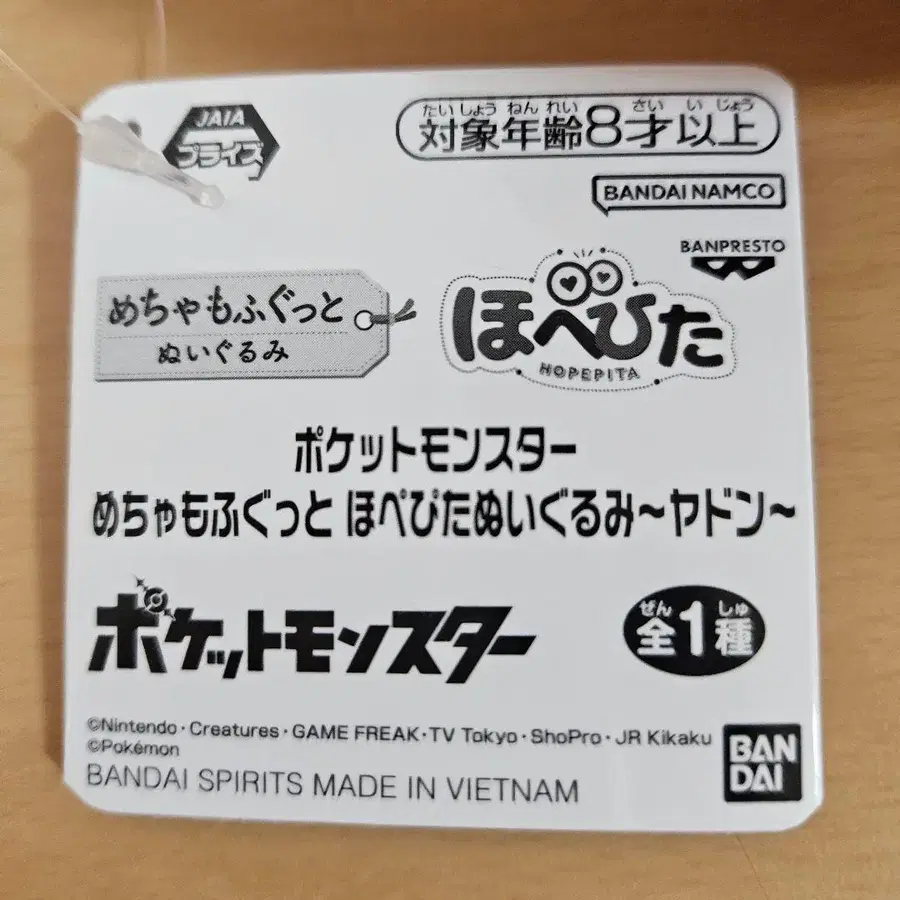 JAIA
プライズ
たいしょうねんれい さい いじょう
対象年齢8才以上
BANDAI NAMCO
BANPRESTO
めちゃもふぐっと
ぬいぐるみ
ほぺぴた
HOPEPITA
ポケットモンスター
めちゃもふぐっと ほぺぴたぬいぐるみ～ヤドン～
ポケットモンスター
ぜん しゅ
全1種
©Nintendo・Creatures・GAME FREAK・TV Tokyo・ShoPro・JR Kikaku
©Pokémon
BANDAI SPIRITS MADE IN VIETNAM
BAN
DAI